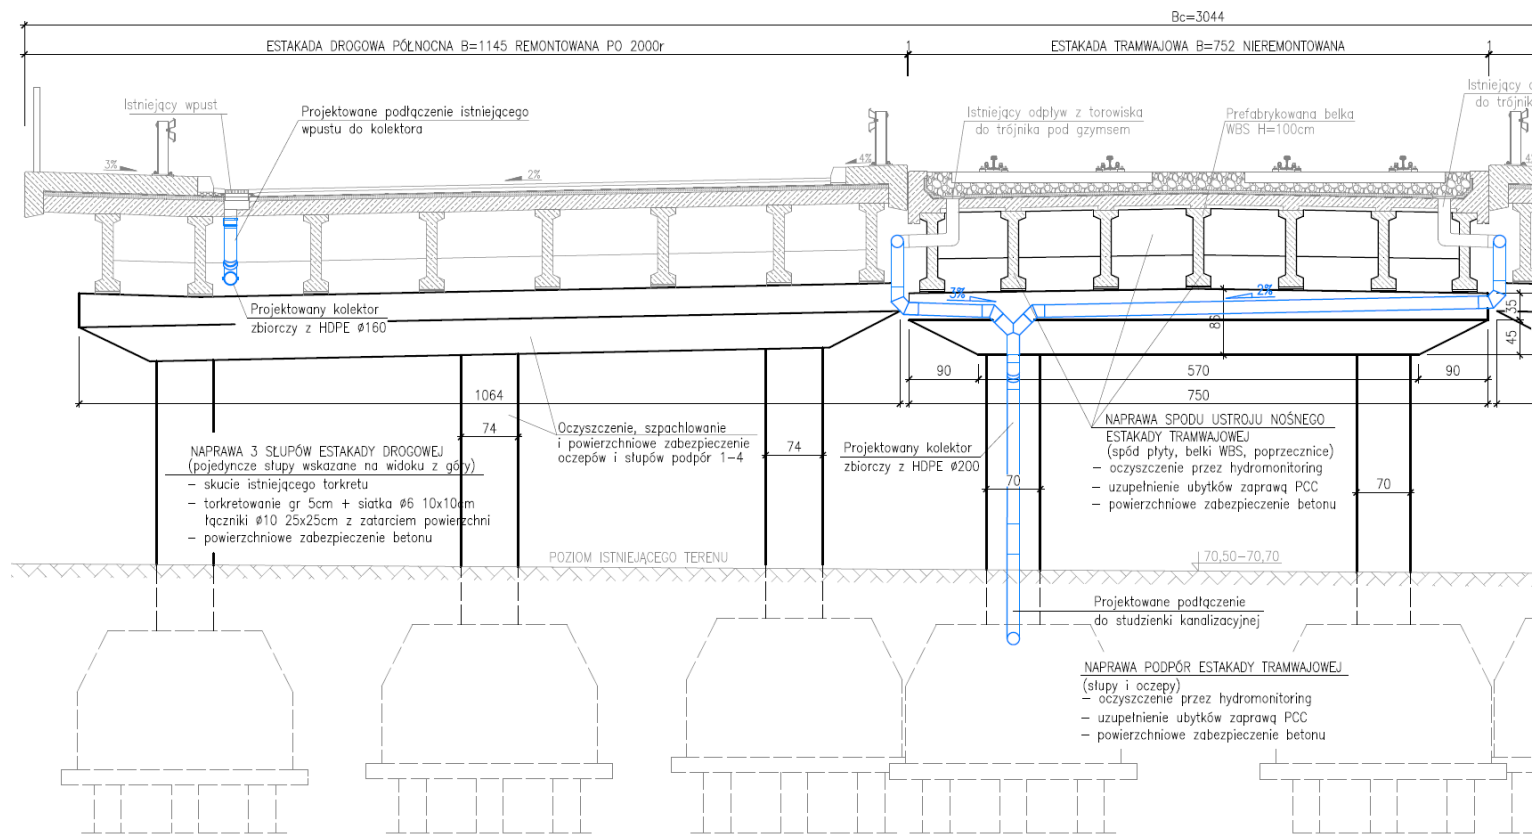 Bc=3044
ESTAKADA DROGOWA PÓŁNOCNA B=1145 REMONTOWANA PO 2000r
1
ESTAKADA TRAMWAJOWA B=752 NIEREMONTOWANA
1
Istniejący wpust
Projektowane podłączenie istniejącego
wpustu do kolektora
Istniejący odpływ z torowiska
do trójnika pod gzymsem
Prefabrykowana belka
WBS H=100cm
Istniejący
do trójnik
3%
2%
4%
Projektowany kolektor
zbiorczy z HDPE ø160
3%
2%
85
35
45
90
570
90
1064
750
NAPRAWA 3 SŁUPÓW ESTAKADY DROGOWEJ
(pojedyncze słupy wskazane na widoku z góry)
– skucie istniejącego torkretu
– torkretowanie gr 5cm + siatka ø6 10x10cm
łączniki ø10 25x25cm z zatarciem powierzchni
– powierzchniowe zabezpieczenie betonu
74
Oczyszczenie, szpachlowanie
i powierzchniowe zabezpieczenie
oczepów i słupów podpór 1–4
74
Projektowany kolektor
zbiorczy z HDPE ø200
70
NAPRAWA SPODU USTROJU NOŚNEGO
ESTAKADY TRAMWAJOWEJ
(spód płyty, belki WBS, poprzecznice)
– oczyszczenie przez hydromonitoring
– uzupełnienie ubytków zaprawą PCC
– powierzchniowe zabezpieczenie betonu
70
POZIOM ISTNIEJĄCEGO TERENU
70,50–70,70
Projektowane podłączenie
do studzienki kanalizacyjnej
NAPRAWA PODPÓR ESTAKADY TRAMWAJOWEJ
(słupy i oczepy)
– oczyszczenie przez hydromonitoring
– uzupełnienie ubytków zaprawą PCC
– powierzchniowe zabezpieczenie betonu